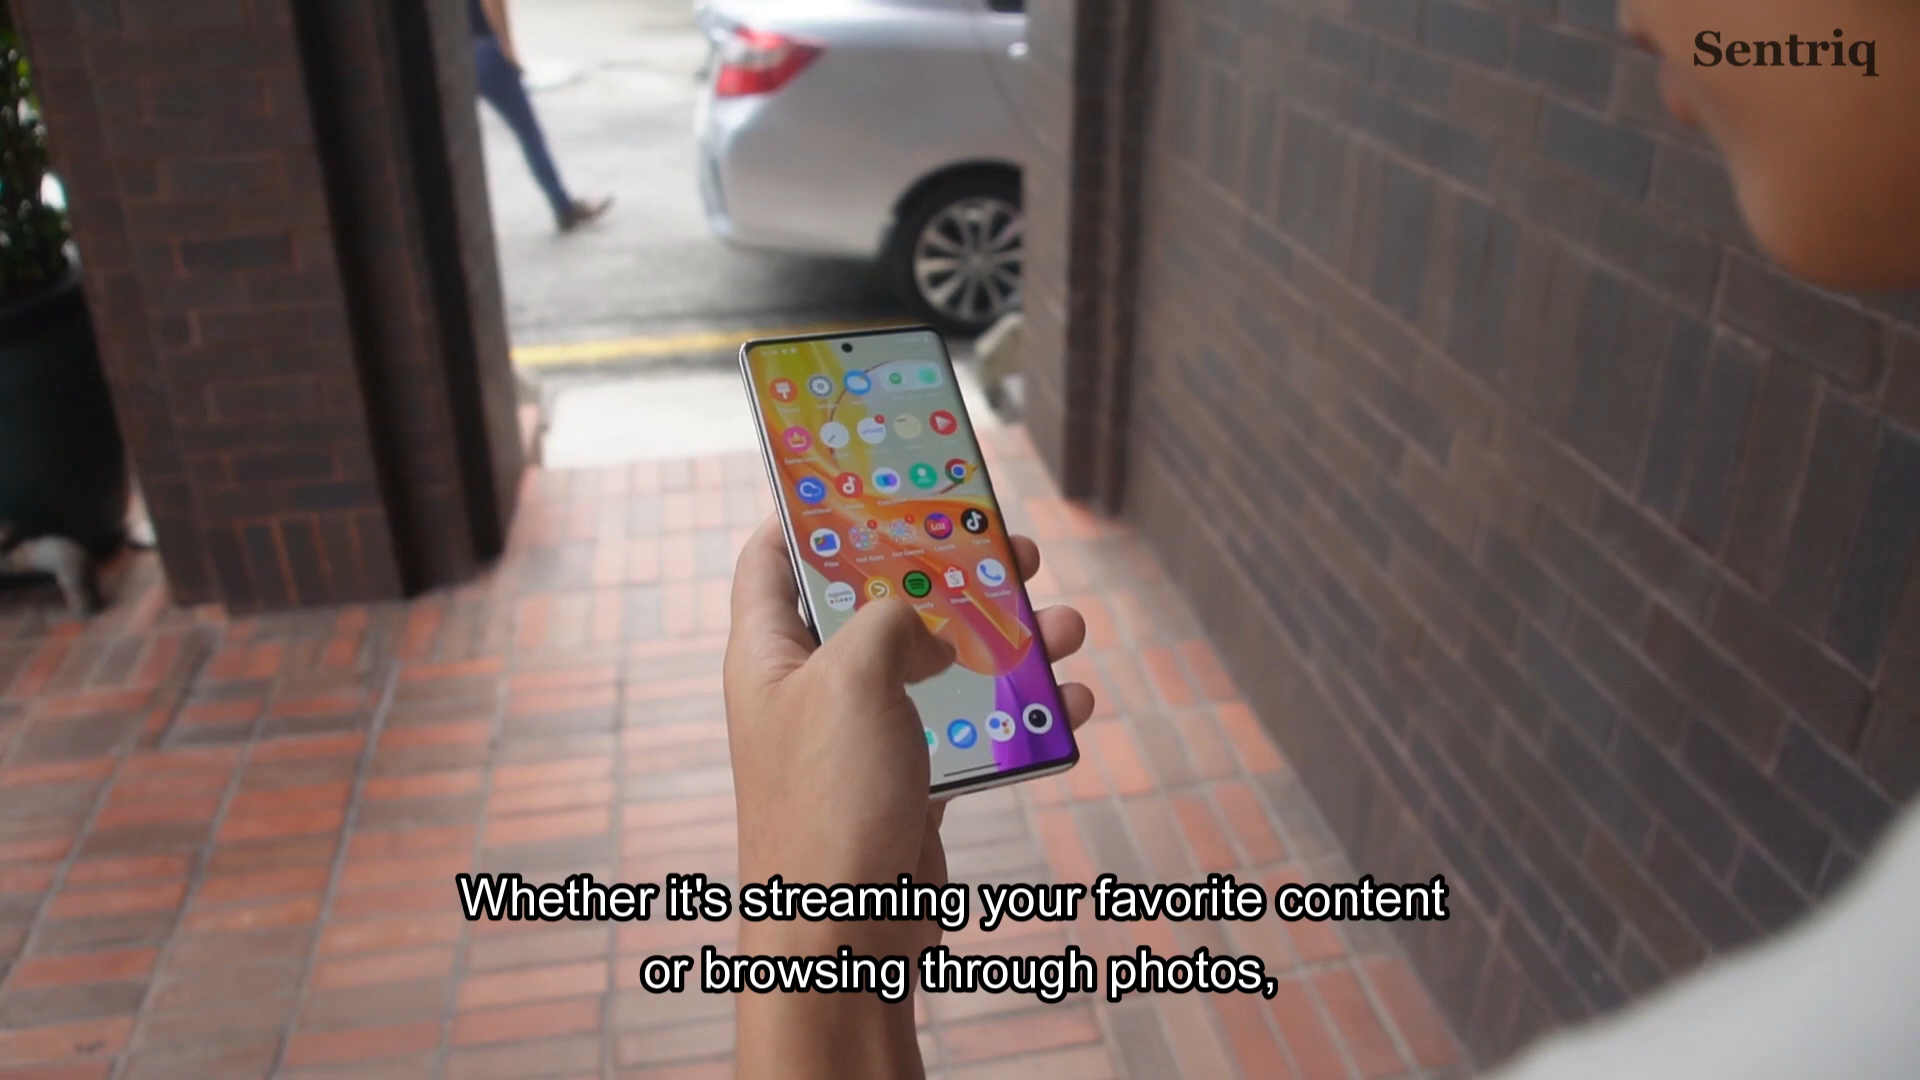 Sentriq
Whether it's streaming your favorite content
or browsing through photos,